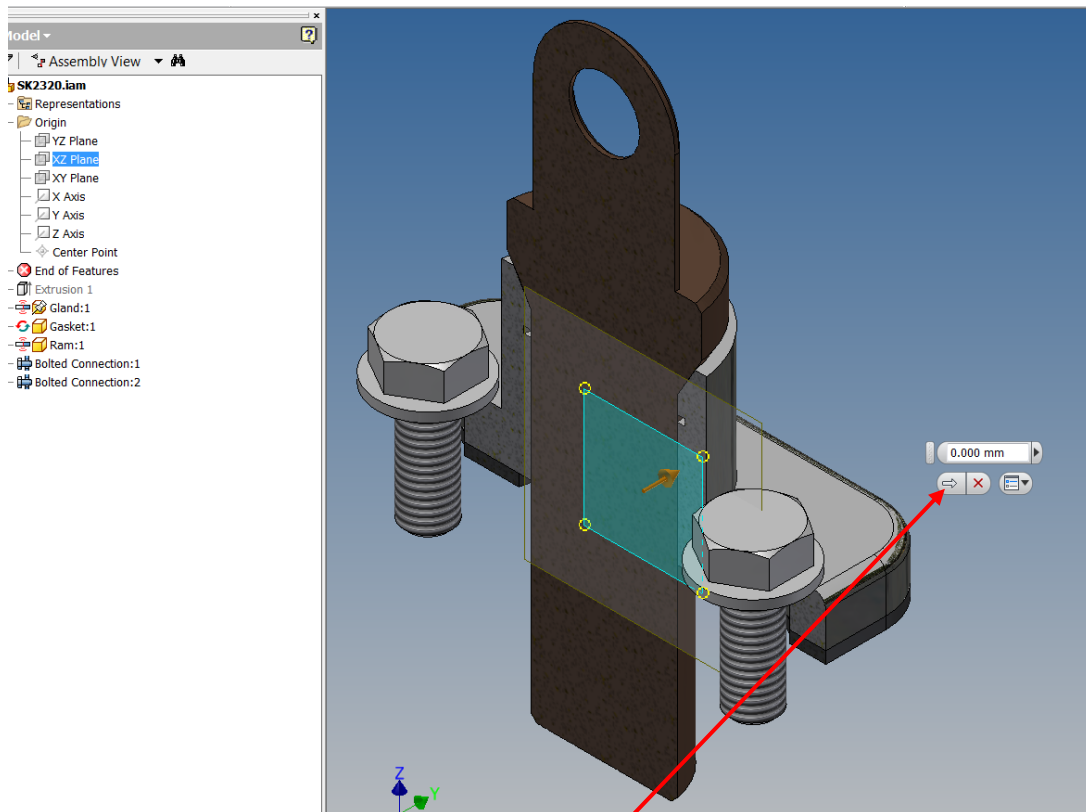 Model
Assembly View
SK2320.iam
Representations
Origin
YZ Plane
XZ Plane
XY Plane
X Axis
Y Axis
Z Axis
Center Point
End of Features
Extrusion 1
Gland:1
Gasket:1
Ram:1
Bolted Connection:1
Bolted Connection:2
0.000 mm
Z
Y